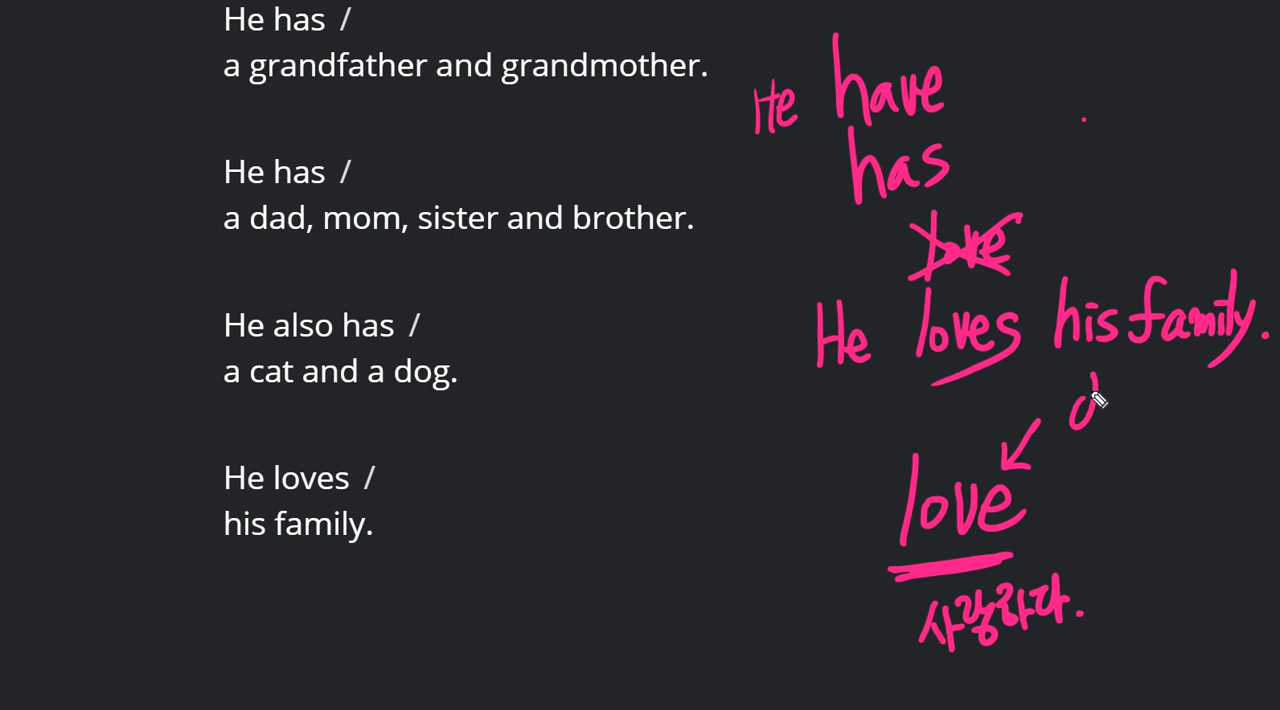 He has /
a grandfather and grandmother.
He has /
a dad, mom, sister and brother.
He also has /
a cat and a dog.
He loves /
his family.
He have
has
love
He loves his family.
love
사랑하다.